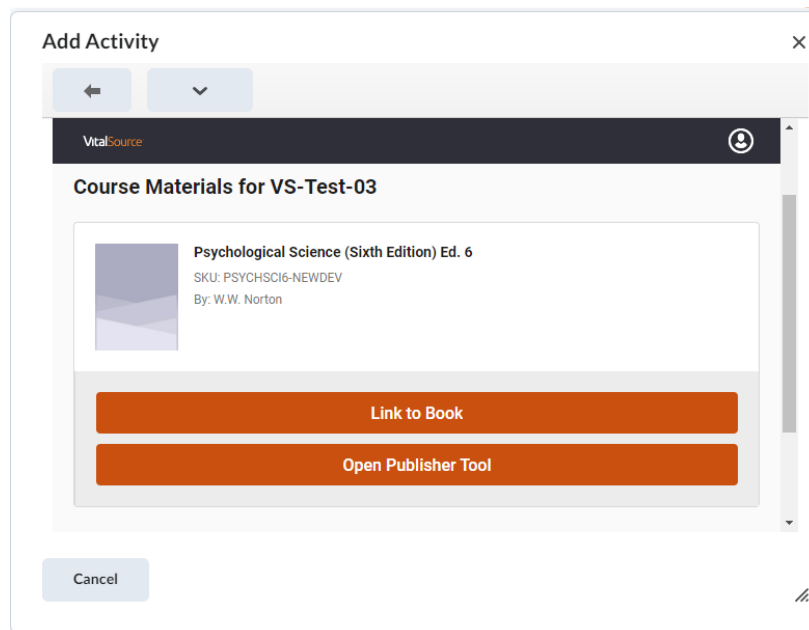 Add Activity
VitalSource
Course Materials for VS-Test-03
Psychological Science (Sixth Edition) Ed. 6
SKU: PSYCHSCI6-NEWDEV
By: W.W. Norton
Link to Book
Open Publisher Tool
Cancel